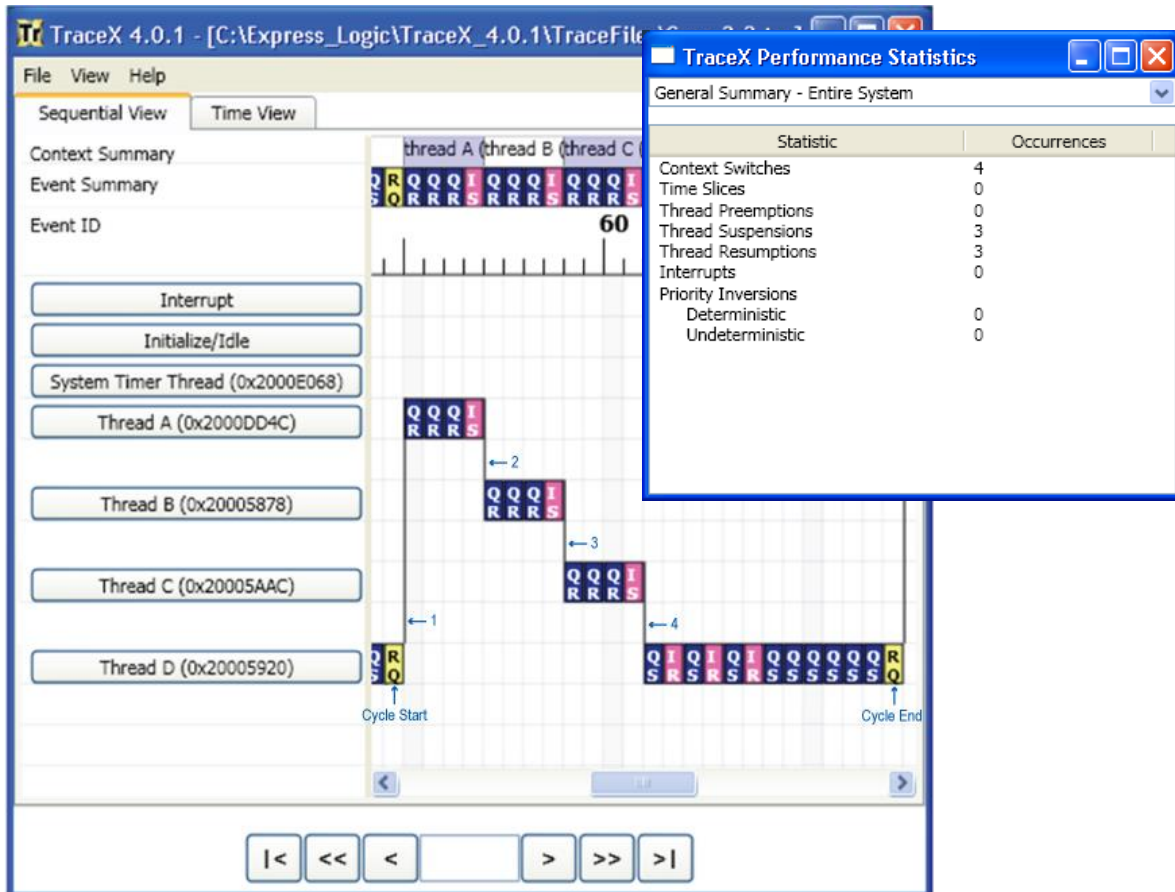 TraceX 4.0.1 - [C:\Express_Logic\TraceX_4.0.1\TraceFile
File View Help
Sequential View Time View
Context Summary
thread A ( thread B ( thread C (
Event Summary
Q R Q Q Q I Q Q Q I Q Q Q I
S Q R R R S R R R S R R R S
Event ID
60
Interrupt
Initialize/Idle
System Timer Thread (0x2000E068)
Thread A (0x2000DD4C)
Q Q Q I
R R R S
←2
Thread B (0x20005878)
Q Q Q I
R R R S
←3
Thread C (0x20005AAC)
Q Q Q I
R R R S
←1
←4
Thread D (0x20005920)
Q R Q I Q I Q I Q Q Q Q Q Q R
S Q S R S R S R S S S S S S Q
Cycle Start
Cycle End
|< << < > >> >|
TraceX Performance Statistics
General Summary - Entire System
Statistic Occurrences
Context Switches 4
Time Slices 0
Thread Preemptions 0
Thread Suspensions 3
Thread Resumptions 3
Interrupts 0
Priority Inversions
Deterministic 0
Undeterministic 0